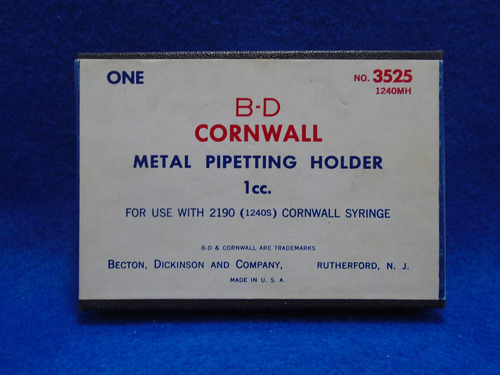 ONE NO. 3525
1240MH
B-D
CORNWALL
METAL PIPETTING HOLDER
1cc.
FOR USE WITH 2190 (1240S) CORNWALL SYRINGE
B-D & CORNWALL ARE TRADEMARKS
BECTON, DICKINSON AND COMPANY, RUTHERFORD, N. J.
MADE IN U. S. A.